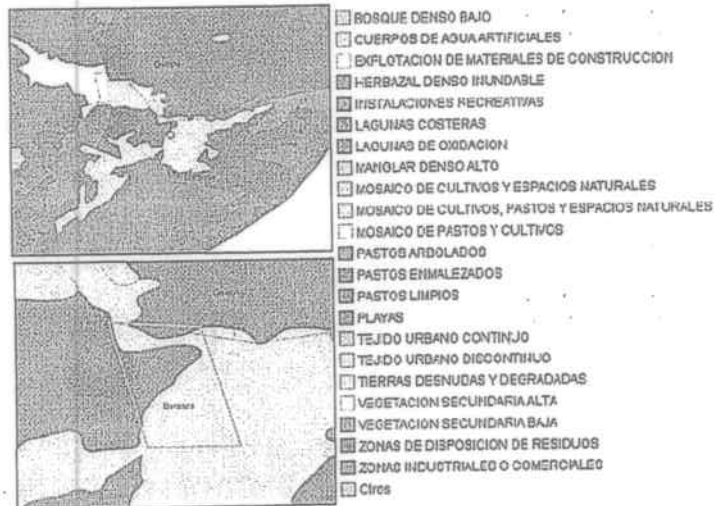 BOSQUE DENSO BAJO
CUERPOS DE AGUA ARTIFICIALES
EXPLOTACION DE MATERIALES DE CONSTRUCCION
HERBAZAL DENSO INUNDABLE
INSTALACIONES RECREATIVAS
LAGUNAS COSTERAS
LAGUNAS DE OXIDACION
MANGLAR DENSO ALTO
MOSAICO DE CULTIVOS Y ESPACIOS NATURALES
MOSAICO DE CULTIVOS, PASTOS Y ESPACIOS NATURALES
MOSAICO DE PASTOS Y CULTIVOS
PASTOS ARBOLADOS
PASTOS ENMALEZADOS
PASTOS LIMPIOS
PLAYAS
TEJIDO URBANO CONTINUO
TEJIDO URBANO DISCONTINUO
TIERRAS DESNUDAS Y DEGRADADAS
VEGETACION SECUNDARIA ALTA
VEGETACION SECUNDARIA BAJA
ZONAS DE DISPOSICION DE RESIDUOS
ZONAS INDUSTRIALES O COMERCIALES